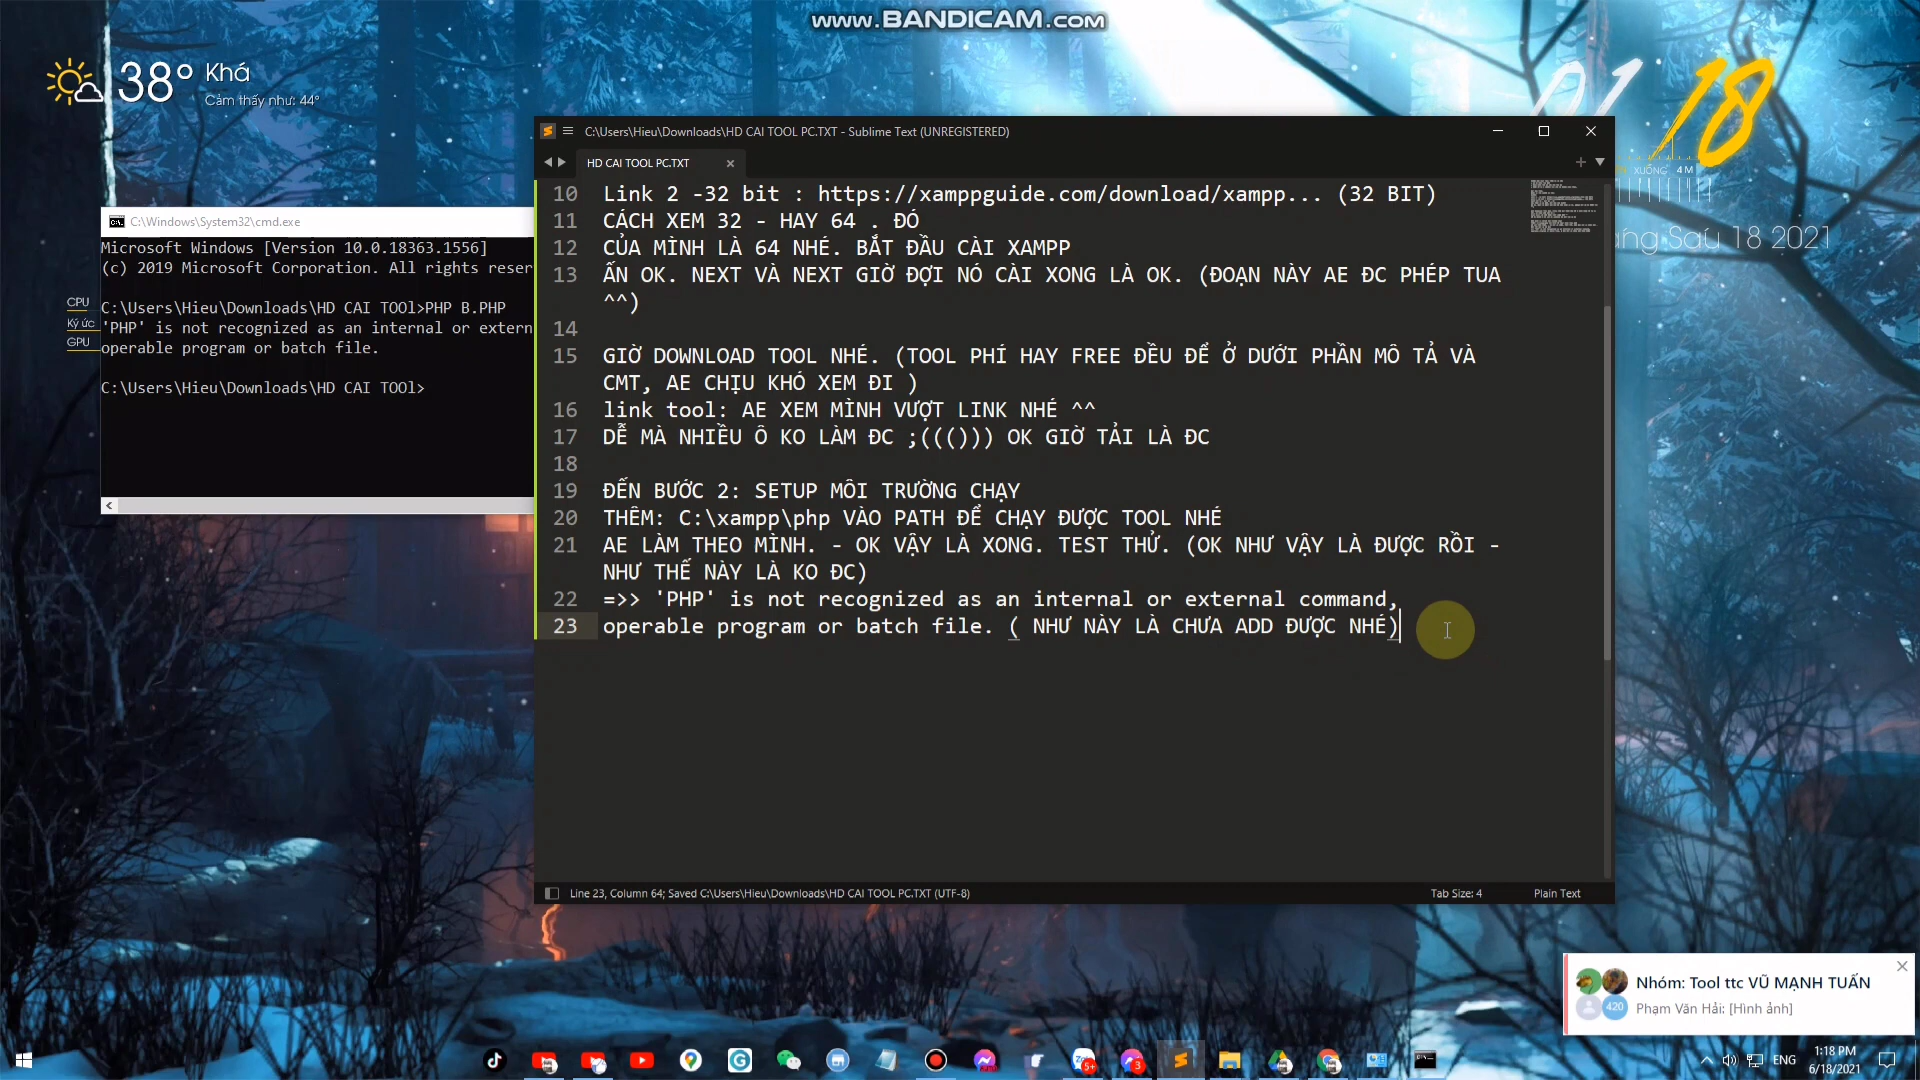 www.BANDICAM.com
38° Khá
Cảm thấy như: 44°
18
XUỐNG 4M
Saú 18 2021
CPU
Ký ức
GPU
C:\Windows\System32\cmd.exe
Microsoft Windows [Version 10.0.18363.1556]
(c) 2019 Microsoft Corporation. All rights reser
C:\Users\Hieu\Downloads\HD CAI TOOl>PHP B.PHP
'PHP' is not recognized as an internal or extern
operable program or batch file.
C:\Users\Hieu\Downloads\HD CAI TOOl>
C:\Users\Hieu\Downloads\HD CAI TOOL PC.TXT - Sublime Text (UNREGISTERED)
HD CAI TOOL PC.TXT
10 Link 2 -32 bit : https://xamppguide.com/download/xampp... (32 BIT)
11 CÁCH XEM 32 - HAY 64 . ĐÓ
12 CỦA MÌNH LÀ 64 NHÉ. BẮT ĐẦU CÀI XAMPP
13 ẤN OK. NEXT VÀ NEXT GIỜ ĐỢI NÓ CÀI XONG LÀ OK. (ĐOẠN NÀY AE ĐC PHÉP TUA
^^)
14
15 GIỜ DOWNLOAD TOOL NHÉ. (TOOL PHÍ HAY FREE ĐỀU ĐỂ Ở DƯỚI PHẦN MÔ TẢ VÀ
CMT, AE CHỊU KHÓ XEM ĐI )
16 link tool: AE XEM MÌNH VƯỢT LINK NHÉ ^^
17 DỄ MÀ NHIỀU Ô KO LÀM ĐC ;((())) OK GIỜ TẢI LÀ ĐC
18
19 ĐẾN BƯỚC 2: SETUP MÔI TRƯỜNG CHẠY
20 THÊM: C:\xampp\php VÀO PATH ĐỂ CHẠY ĐƯỢC TOOL NHÉ
21 AE LÀM THEO MÌNH. - OK VẬY LÀ XONG. TEST THỬ. (OK NHƯ VẬY LÀ ĐƯỢC RỒI -
NHƯ THẾ NÀY LÀ KO ĐC)
22 =>> 'PHP' is not recognized as an internal or external command,
23 operable program or batch file. ( NHƯ NÀY LÀ CHƯA ADD ĐƯỢC NHÉ)
Line 23, Column 64; Saved C:\Users\Hieu\Downloads\HD CAI TOOL PC.TXT (UTF-8)
Tab Size: 4
Plain Text
Nhóm: Tool ttc VŨ MẠNH TUẤN
420
Phạm Văn Hải: [Hình ảnh]
5+
3
ENG
1:18 PM
6/18/2021